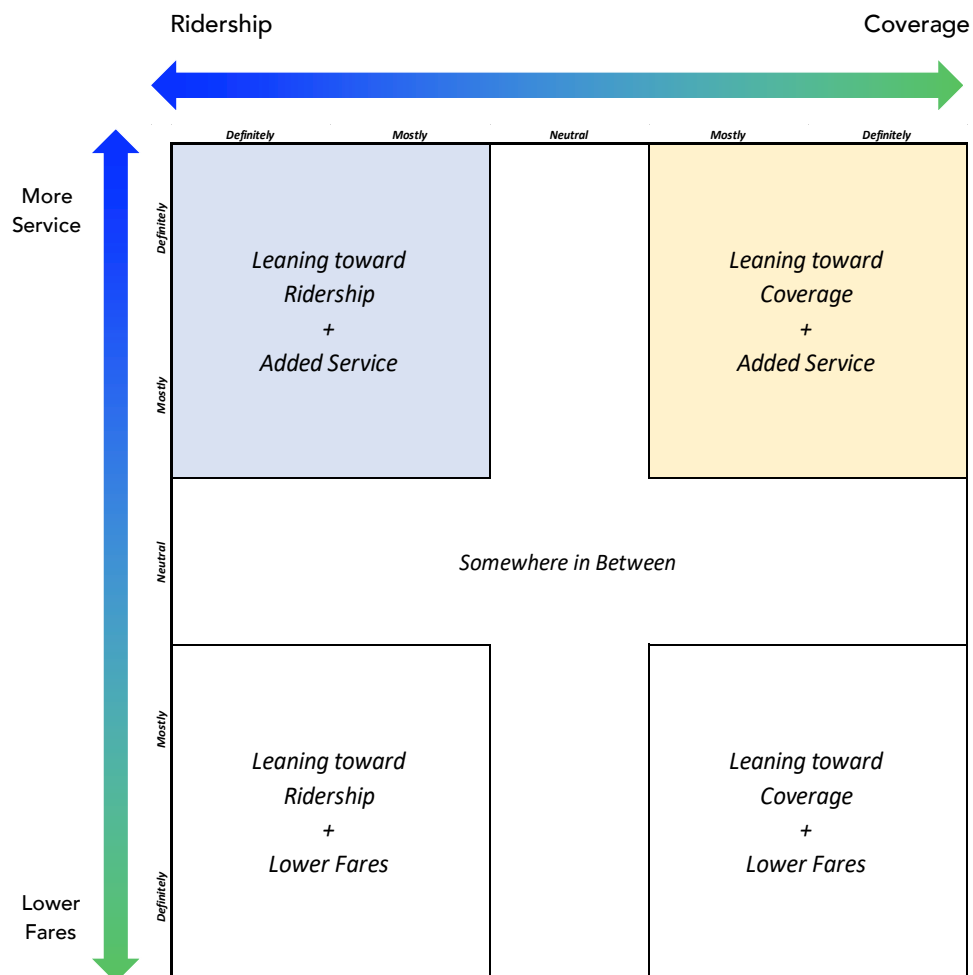 Ridership
Coverage
Definitely
Mostly
Neutral
Mostly
Definitely
More
Service
Definitely
Mostly
Neutral
Mostly
Definitely
Lower
Fares
Leaning toward
Ridership
+
Added Service
Leaning toward
Coverage
+
Added Service
Somewhere in Between
Leaning toward
Ridership
+
Lower Fares
Leaning toward
Coverage
+
Lower Fares